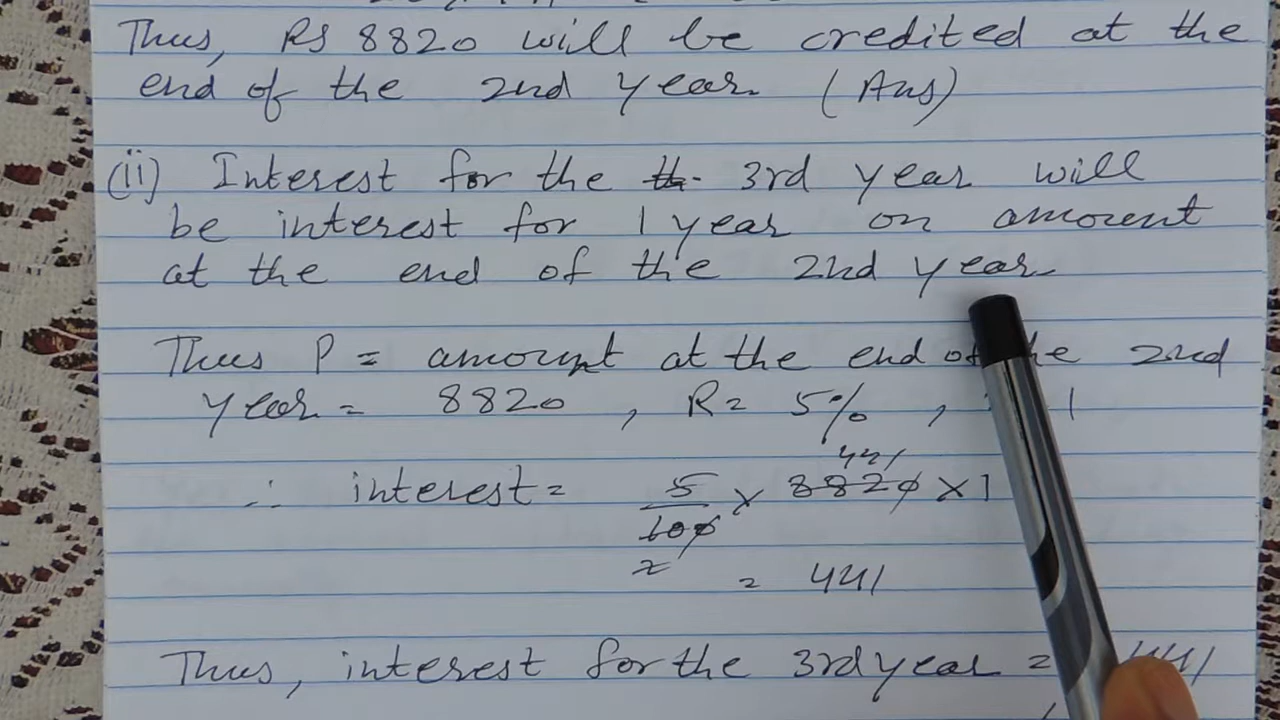 Thus, RS 8820 will be credited at the
end of the 2nd year (Ans)
(ii) Interest for the th. 3rd year will
be interest for 1 year on amount
at the end of the 2nd year
Thus P = amount at the end of the 2nd
year = 8820 , R = 5% , 1
∴ interest = 5/100 × 8820 × 1
441
2
= 441
Thus, interest for the 3rd year = 441